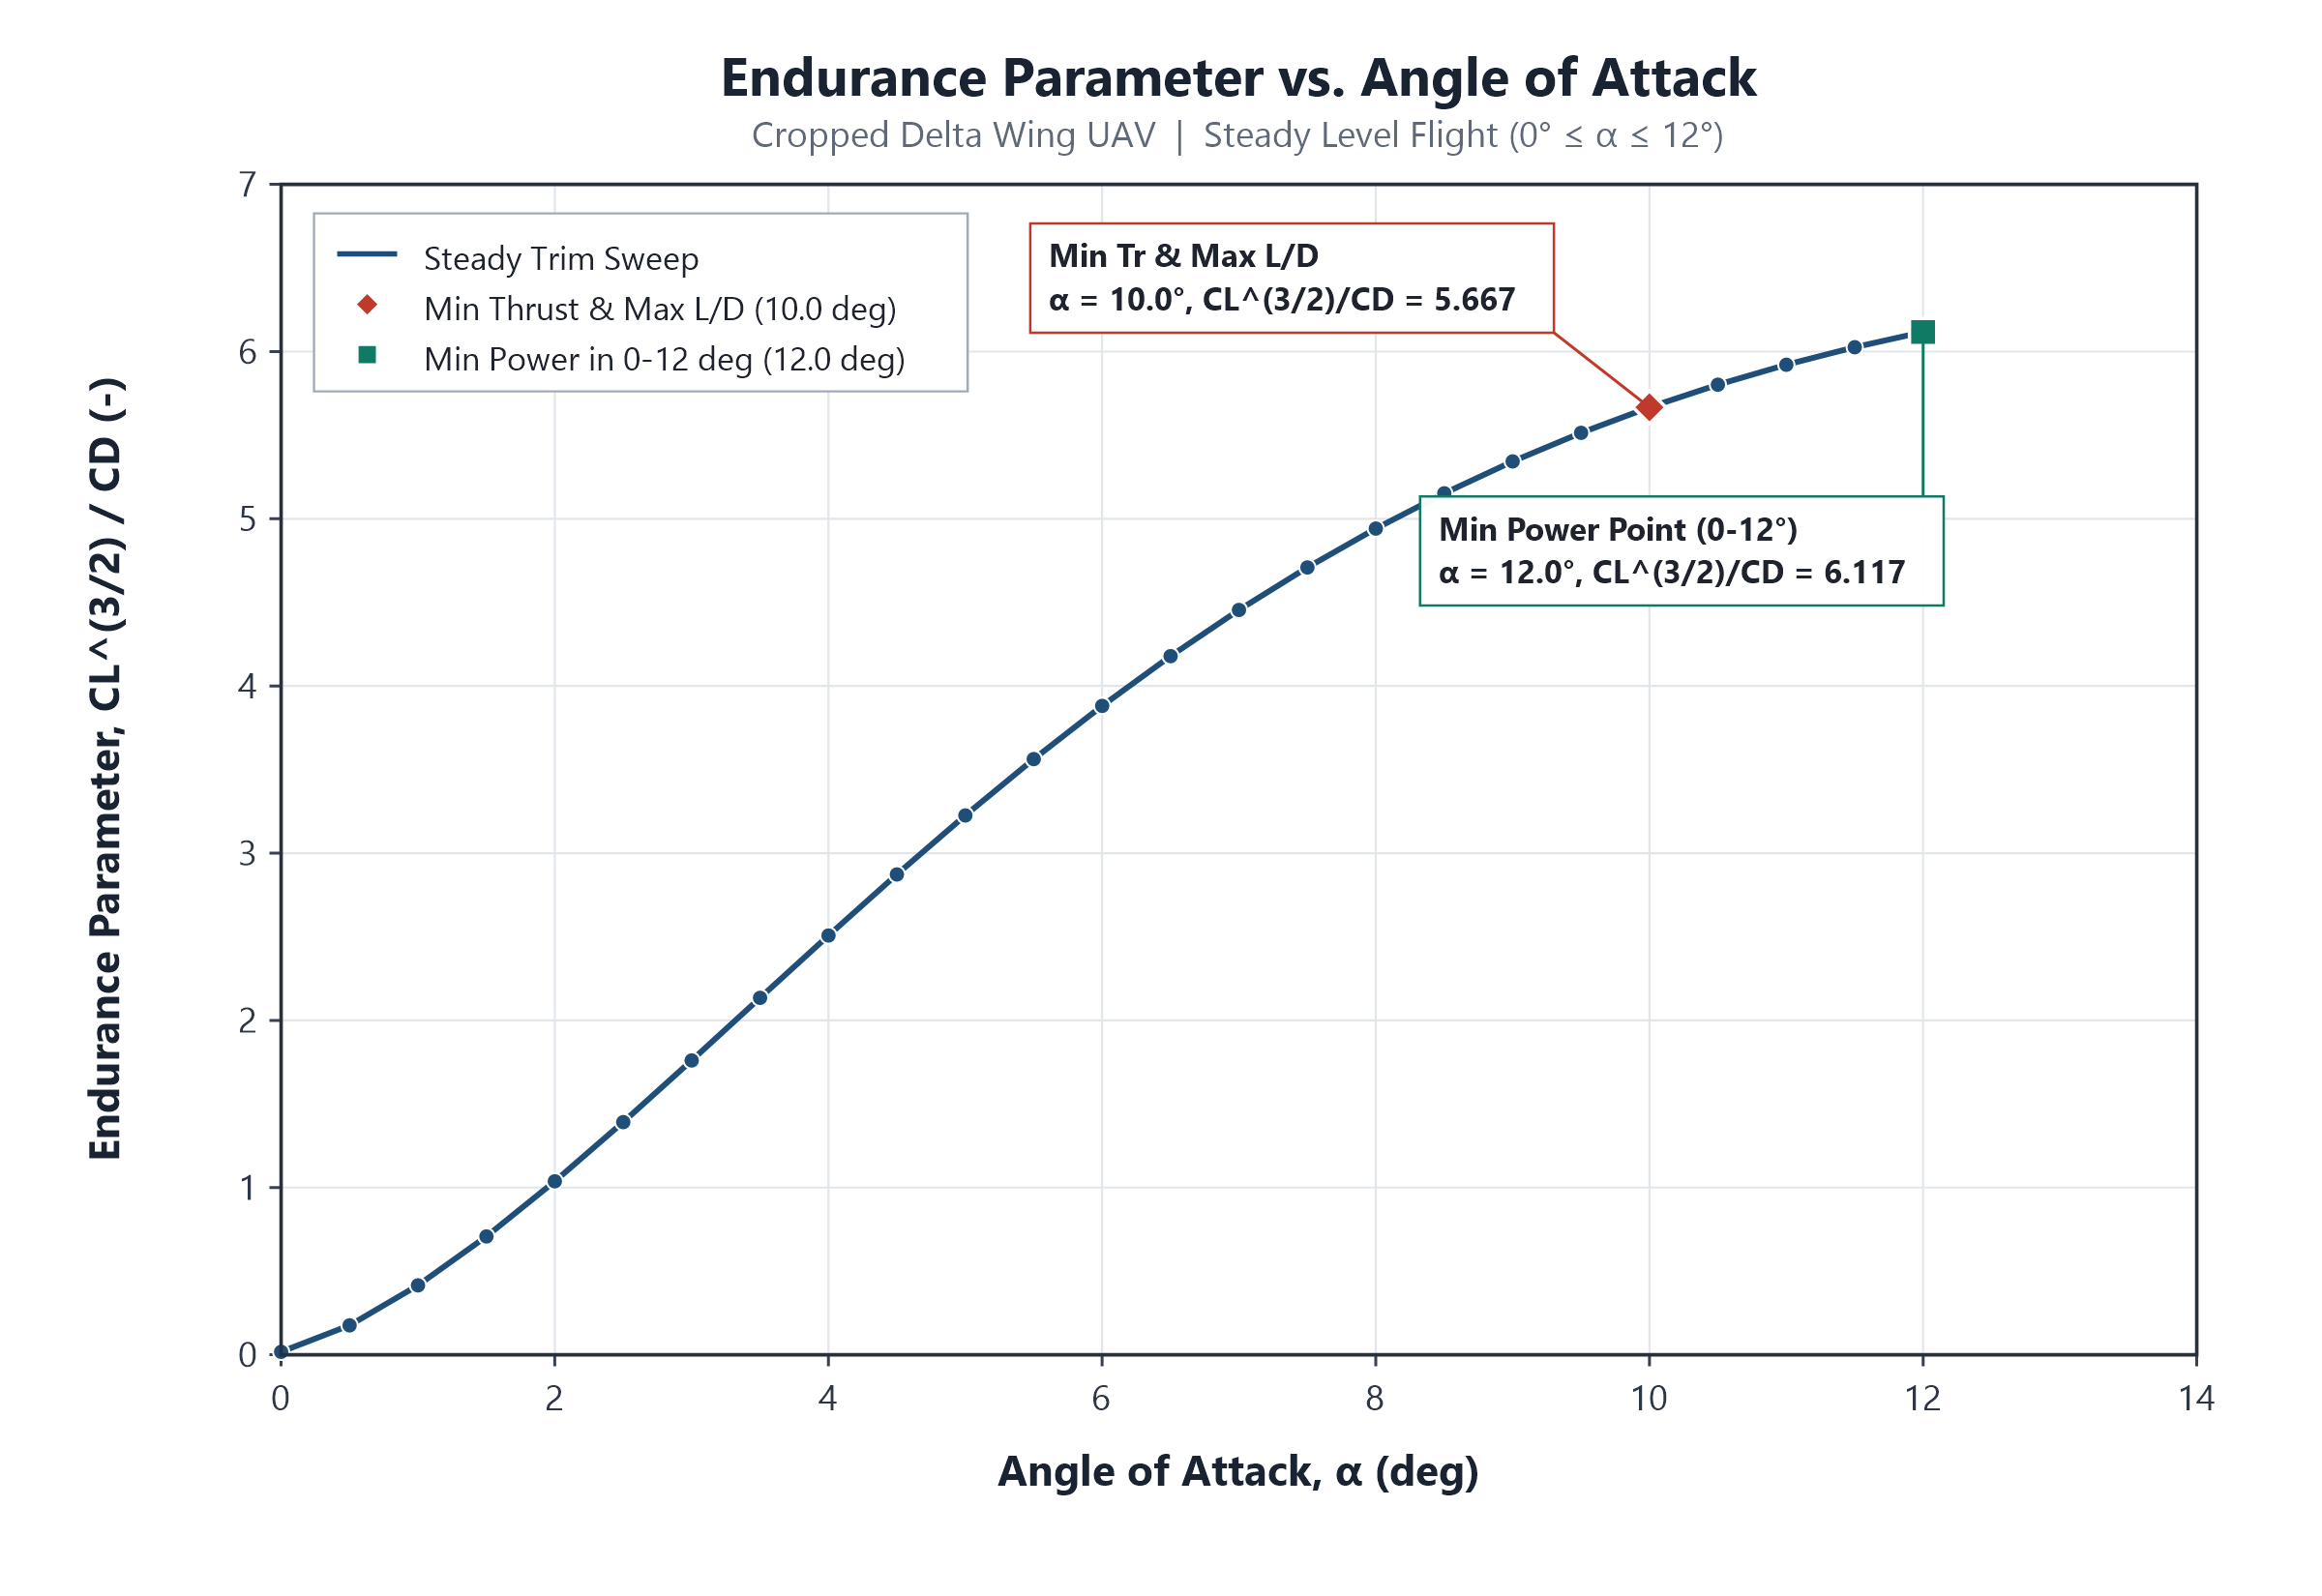 Endurance Parameter vs. Angle of Attack
Cropped Delta Wing UAV | Steady Level Flight (0° ≤ α ≤ 12°)
Steady Trim Sweep
Min Thrust & Max L/D (10.0 deg)
Min Power in 0-12 deg (12.0 deg)
Min Tr & Max L/D
α = 10.0°, CL^(3/2)/CD = 5.667
Min Power Point (0-12°)
α = 12.0°, CL^(3/2)/CD = 6.117
Endurance Parameter, CL^(3/2) / CD (-)
7
6
5
4
3
2
1
0
0 2 4 6 8 10 12 14
Angle of Attack, α (deg)